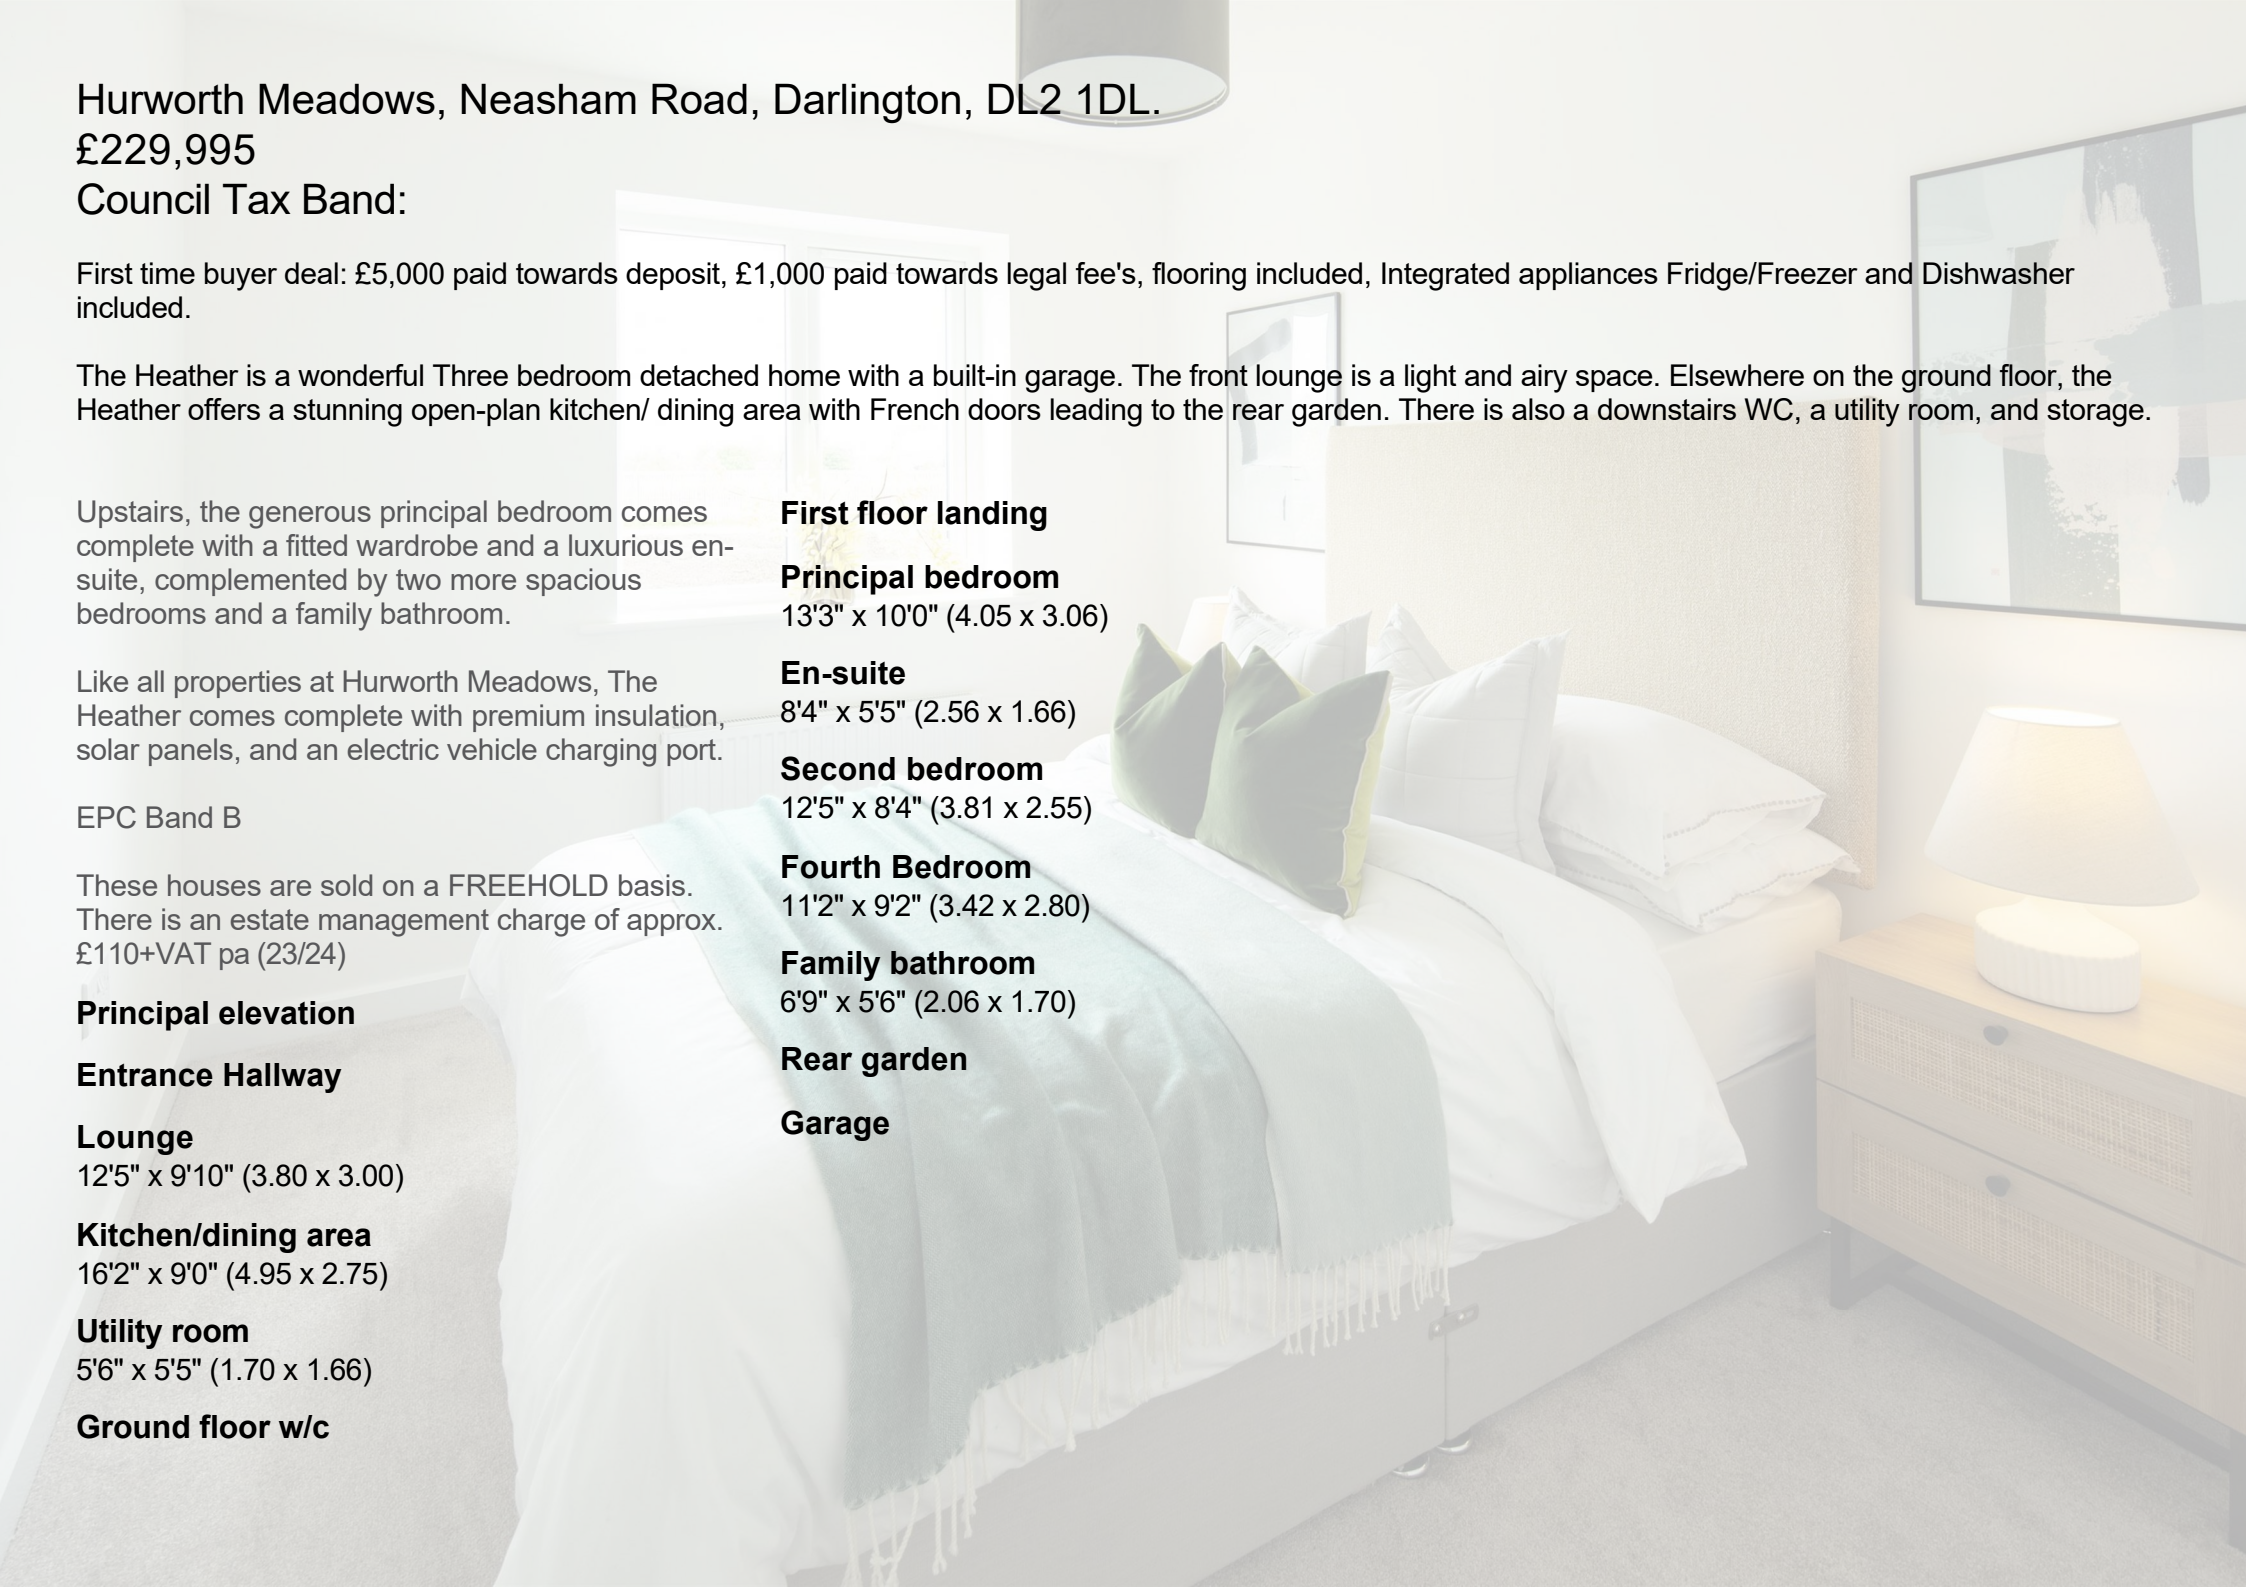 Hurworth Meadows, Neasham Road, Darlington, DL2 1DL.
£229,995
Council Tax Band:
First time buyer deal: £5,000 paid towards deposit, £1,000 paid towards legal fee's, flooring included, Integrated appliances Fridge/Freezer and Dishwasher
included.
The Heather is a wonderful Three bedroom detached home with a built-in garage. The front lounge is a light and airy space. Elsewhere on the ground floor, the
Heather offers a stunning open-plan kitchen/ dining area with French doors leading to the rear garden. There is also a downstairs WC, a utility room, and storage.
Upstairs, the generous principal bedroom comes
complete with a fitted wardrobe and a luxurious en-
suite, complemented by two more spacious
bedrooms and a family bathroom.
Like all properties at Hurworth Meadows, The
Heather comes complete with premium insulation,
solar panels, and an electric vehicle charging port.
EPC Band B
These houses are sold on a FREEHOLD basis.
There is an estate management charge of approx.
£110+VAT pa (23/24)
Principal elevation
Entrance Hallway
Lounge
12'5" x 9'10" (3.80 x 3.00)
Kitchen/dining area
16'2" x 9'0" (4.95 x 2.75)
Utility room
5'6" x 5'5" (1.70 x 1.66)
Ground floor w/c
First floor landing
Principal bedroom
13'3" x 10'0" (4.05 x 3.06)
En-suite
8'4" x 5'5" (2.56 x 1.66)
Second bedroom
12'5" x 8'4" (3.81 x 2.55)
Fourth Bedroom
11'2" x 9'2" (3.42 x 2.80)
Family bathroom
6'9" x 5'6" (2.06 x 1.70)
Rear garden
Garage